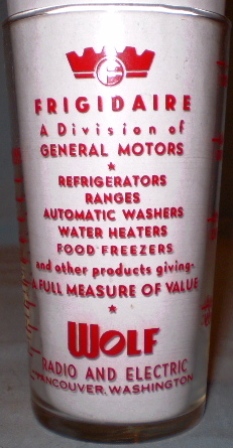 FRIGIDAIRE
A Division of
GENERAL MOTORS
REFRIGERATORS
RANGES
AUTOMATIC WASHERS
WATER HEATERS
FOOD FREEZERS
and other products giving-
A FULL MEASURE OF VALUE
WOLF
RADIO AND ELECTRIC
VANCOUVER, WASHINGTON